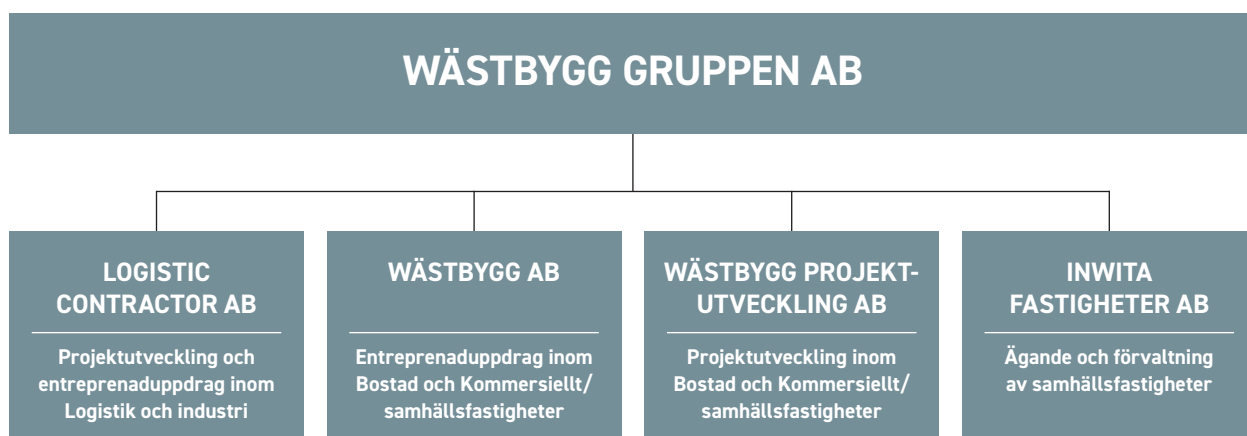 WÄSTBYGG GRUPPEN AB
LOGISTIC
CONTRACTOR AB
Projektutveckling och
entreprenaduppdrag inom
Logistik och industri
WÄSTBYGG AB
Entreprenaduppdrag inom
Bostad och Kommersiellt/
samhällsfastigheter
WÄSTBYGG PROJEKT-
UTVECKLING AB
Projektutveckling inom
Bostad och Kommersiellt/
samhällsfastigheter
INWITA
FASTIGHETER AB
Ägande och förvaltning
av samhällsfastigheter